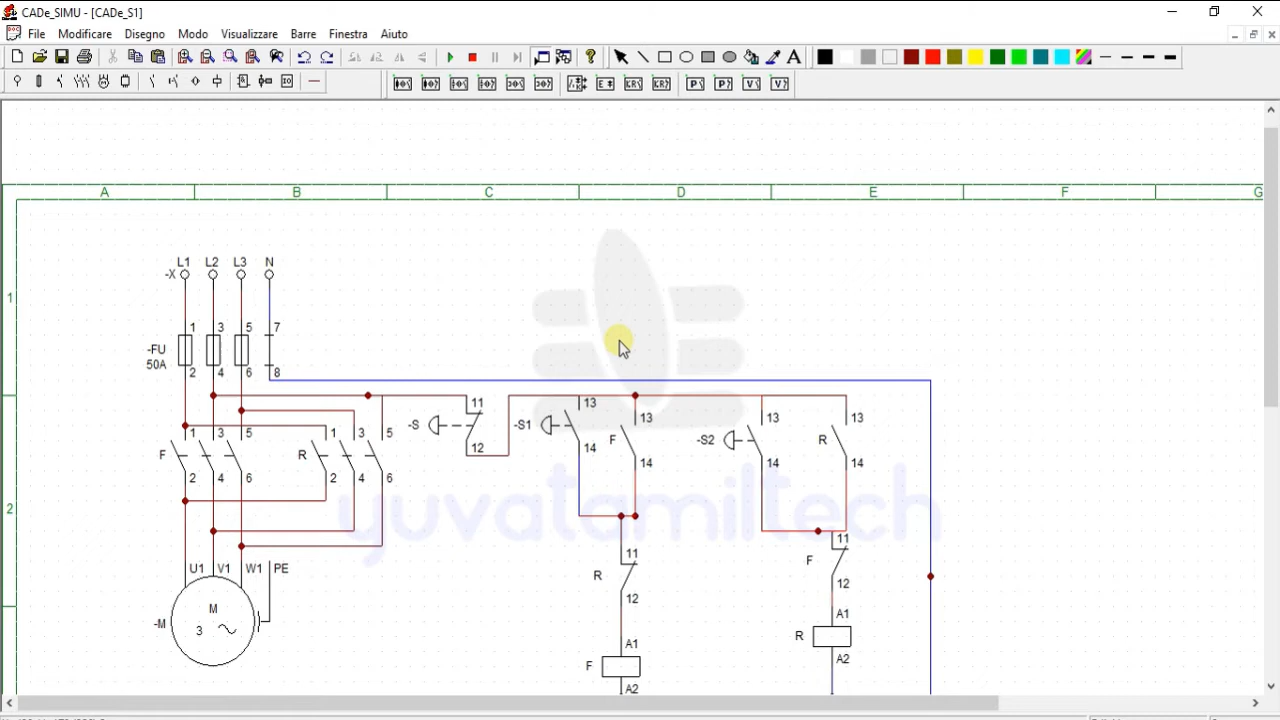 CADe_SIMU - [CADe_S1]
File Modificare Disegno Modo Visualizzare Barre Finestra Aiuto
A B C D E F G
L1 L2 L3 N
-X
1
1 3 5 7
-FU
50A
2 4 6 8
11 13
1 3 5 1 3 5 -S -S1 13 13 13
F R F -S2 R
12 14
2 4 6 2 4 6 14 14 14
yuvatamiltech
2
11
11 F
U1 V1 W1 PE R 12
12
M A1
-M 3 R
A1 A2
F
A2